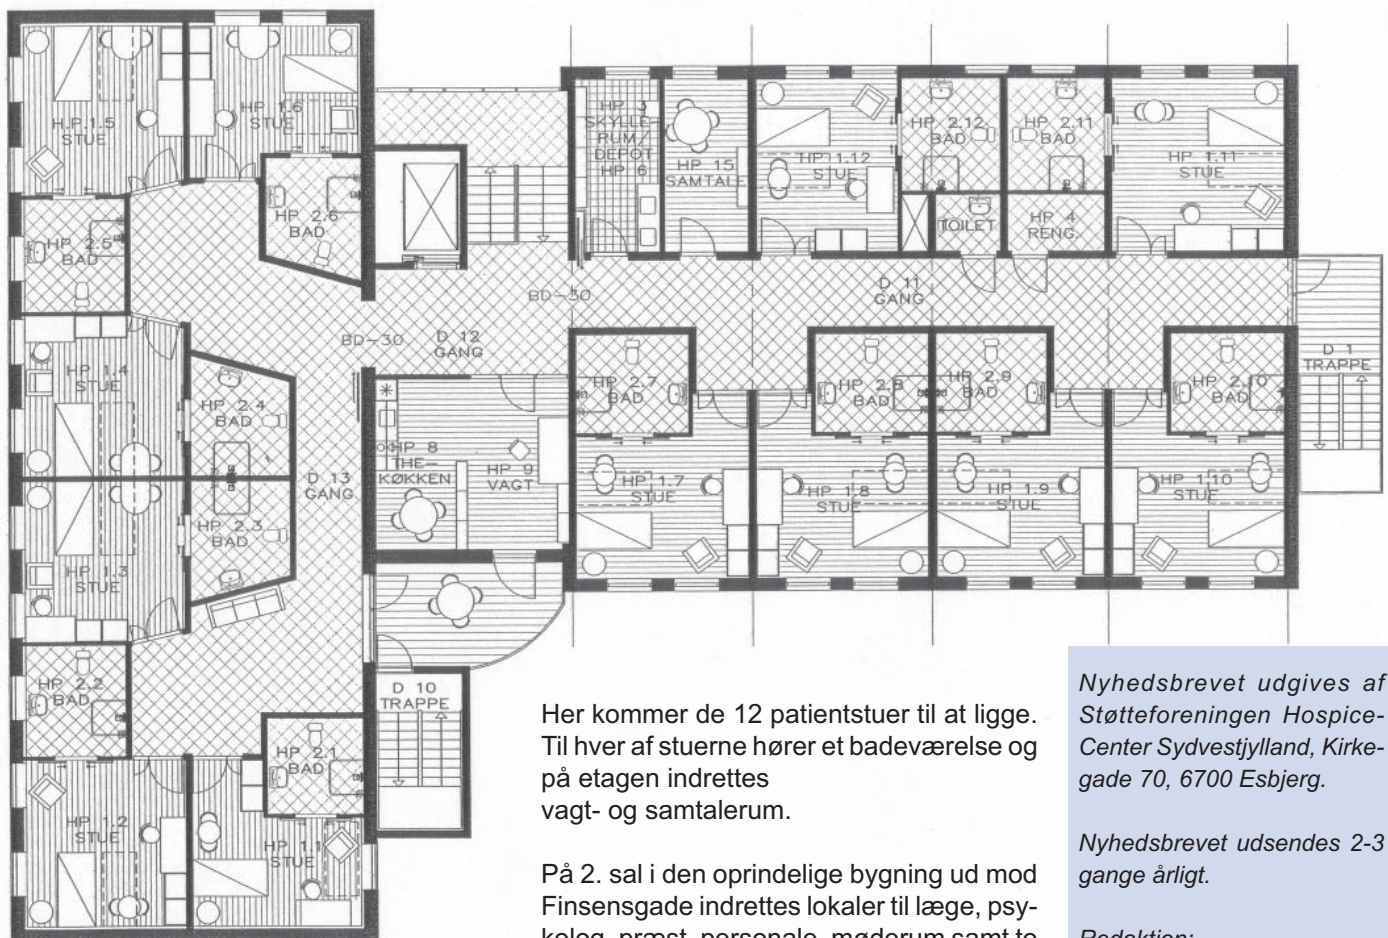 H.P.1.5
STUE
HP 1.6
STUE
HP 2.6
BAD
HP 2.5
BAD
HP 1.4
STUE
HP 2.4
BAD
HP 2.3
BAD
HP 1.3
STUE
D 13
GANG
HP 2.2
BAD
HP 2.1
BAD
HP 1.2
STUE
HP 1.1
STUE
BD-30
D 12
GANG
BD-30
HP 8
THE-
KØKKEN
HP 9
VAGT
D 10
TRAPPE
HP 3
SKYLLE-
RUM/
DEPOT
HP 6
HP 15
SAMTALE
HP 1.12
STUE
HP 2.12
BAD
HP 2.11
BAD
HP 1.11
STUE
TOILET
HP 4
RENG.
D 11
GANG
D 1
TRAPPE
HP 2.7
BAD
HP 2.8
BAD
HP 2.9
BAD
HP 2.10
BAD
HP 1.7
STUE
HP 1.8
STUE
HP 1.9
STUE
HP 1.10
STUE
Her kommer de 12 patientstuer til at ligge.
Til hver af stuerne hører et badeværelse og
på etagen indrettes
vagt- og samtalerum.
På 2. sal i den oprindelige bygning ud mod
Finsensgade indrettes lokaler til læge, psy-
kolog, præst, personale, møderum samt to
Nyhedsbrevet udgives af
Støtteforeningen Hospice-
Center Sydvestjylland, Kirke-
gade 70, 6700 Esbjerg.
Nyhedsbrevet udsendes 2-3
gange årligt.
Redaktion: